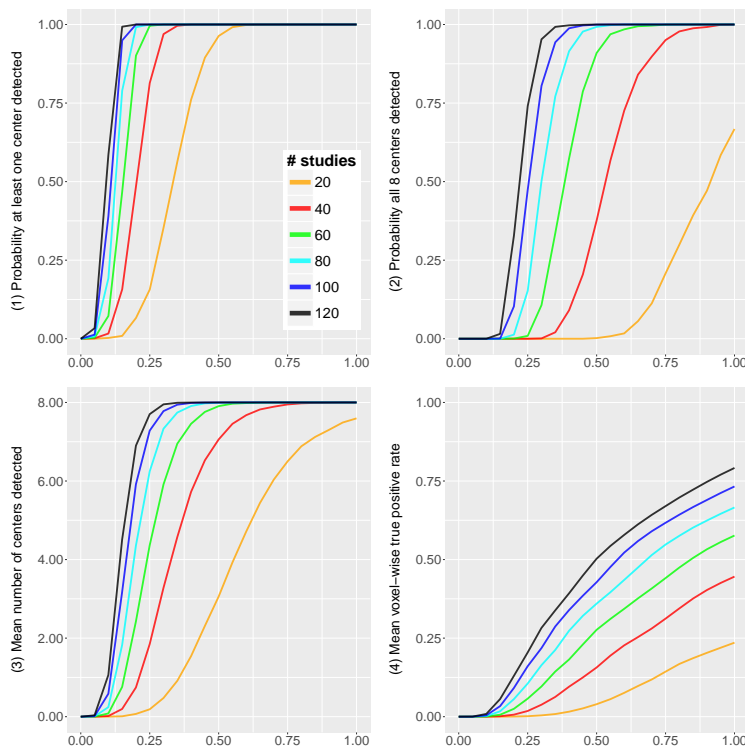 (1) Probability at least one center detected
1.00
0.75
0.50
0.25
0.00
0.00 0.25 0.50 0.75 1.00
# studies
20
40
60
80
100
120
(2) Probability all 8 centers detected
1.00
0.75
0.50
0.25
0.00
0.00 0.25 0.50 0.75 1.00
(3) Mean number of centers detected
8.00
6.00
4.00
2.00
0.00
0.00 0.25 0.50 0.75 1.00
(4) Mean voxel−wise true positive rate
1.00
0.75
0.50
0.25
0.00
0.00 0.25 0.50 0.75 1.00